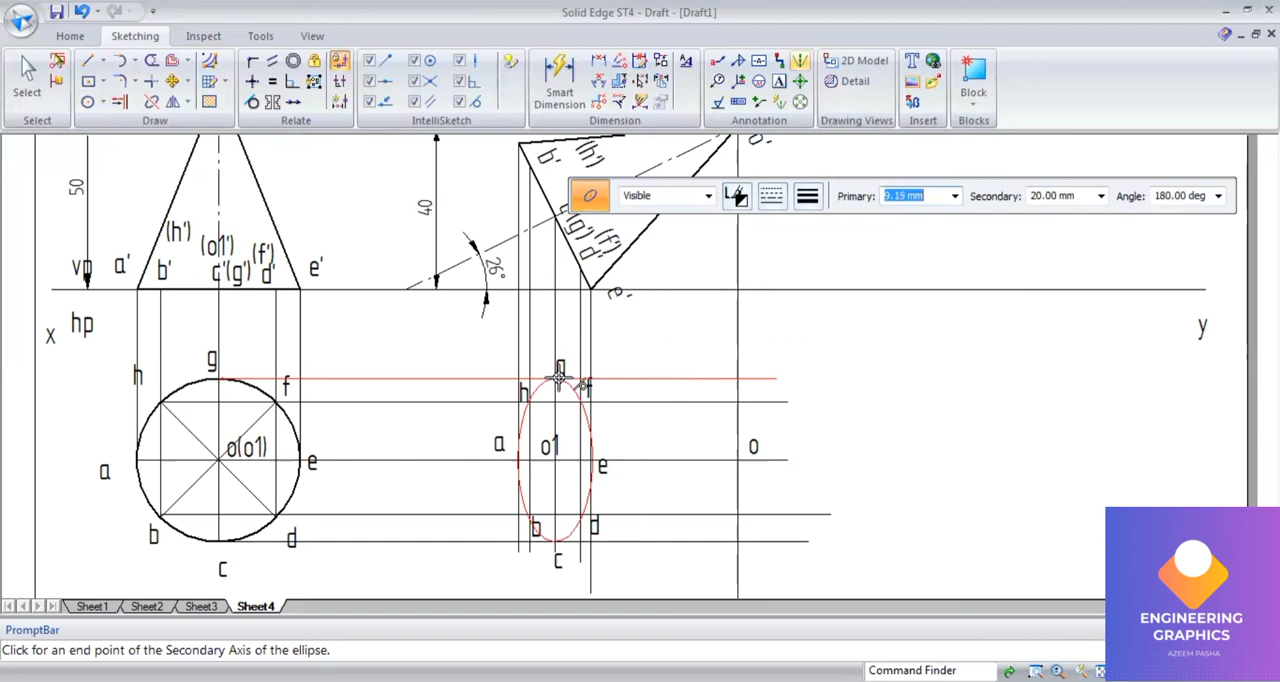 Solid Edge ST4 - Draft - [Draft1]
Home Sketching Inspect Tools View
Select
Smart Dimension
2D Model
Detail
Block
Select Draw Relate IntelliSketch Dimension Annotation Drawing Views Insert Blocks
Visible Primary: 9.15 mm Secondary: 20.00 mm Angle: 180.00 deg
50
40
26°
b' (h')
o'
(g') (f')
d'
e'
(h') (o1') (f')
vp a' b' c'(g') d' e'
x hp y
h g f
a o(o1) e
b d
c
g
h f
a o1 e o
b d
c
Sheet1 Sheet2 Sheet3 Sheet4
PromptBar
Click for an end point of the Secondary Axis of the ellipse.
Command Finder
ENGINEERING
GRAPHICS
AZEEM PASHA